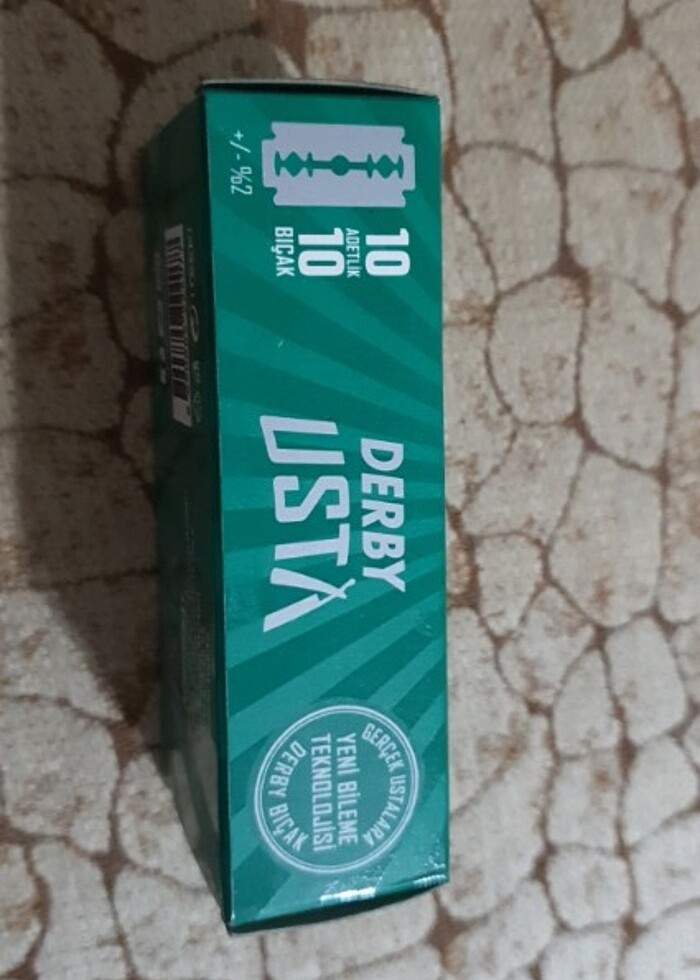 10
ADETLİK
10
BIÇAK
+/- %2
DERBY
USTA
GERÇEK USTALARA
YENİ BİLEME
TEKNOLOJİSİ
DERBY BIÇAK